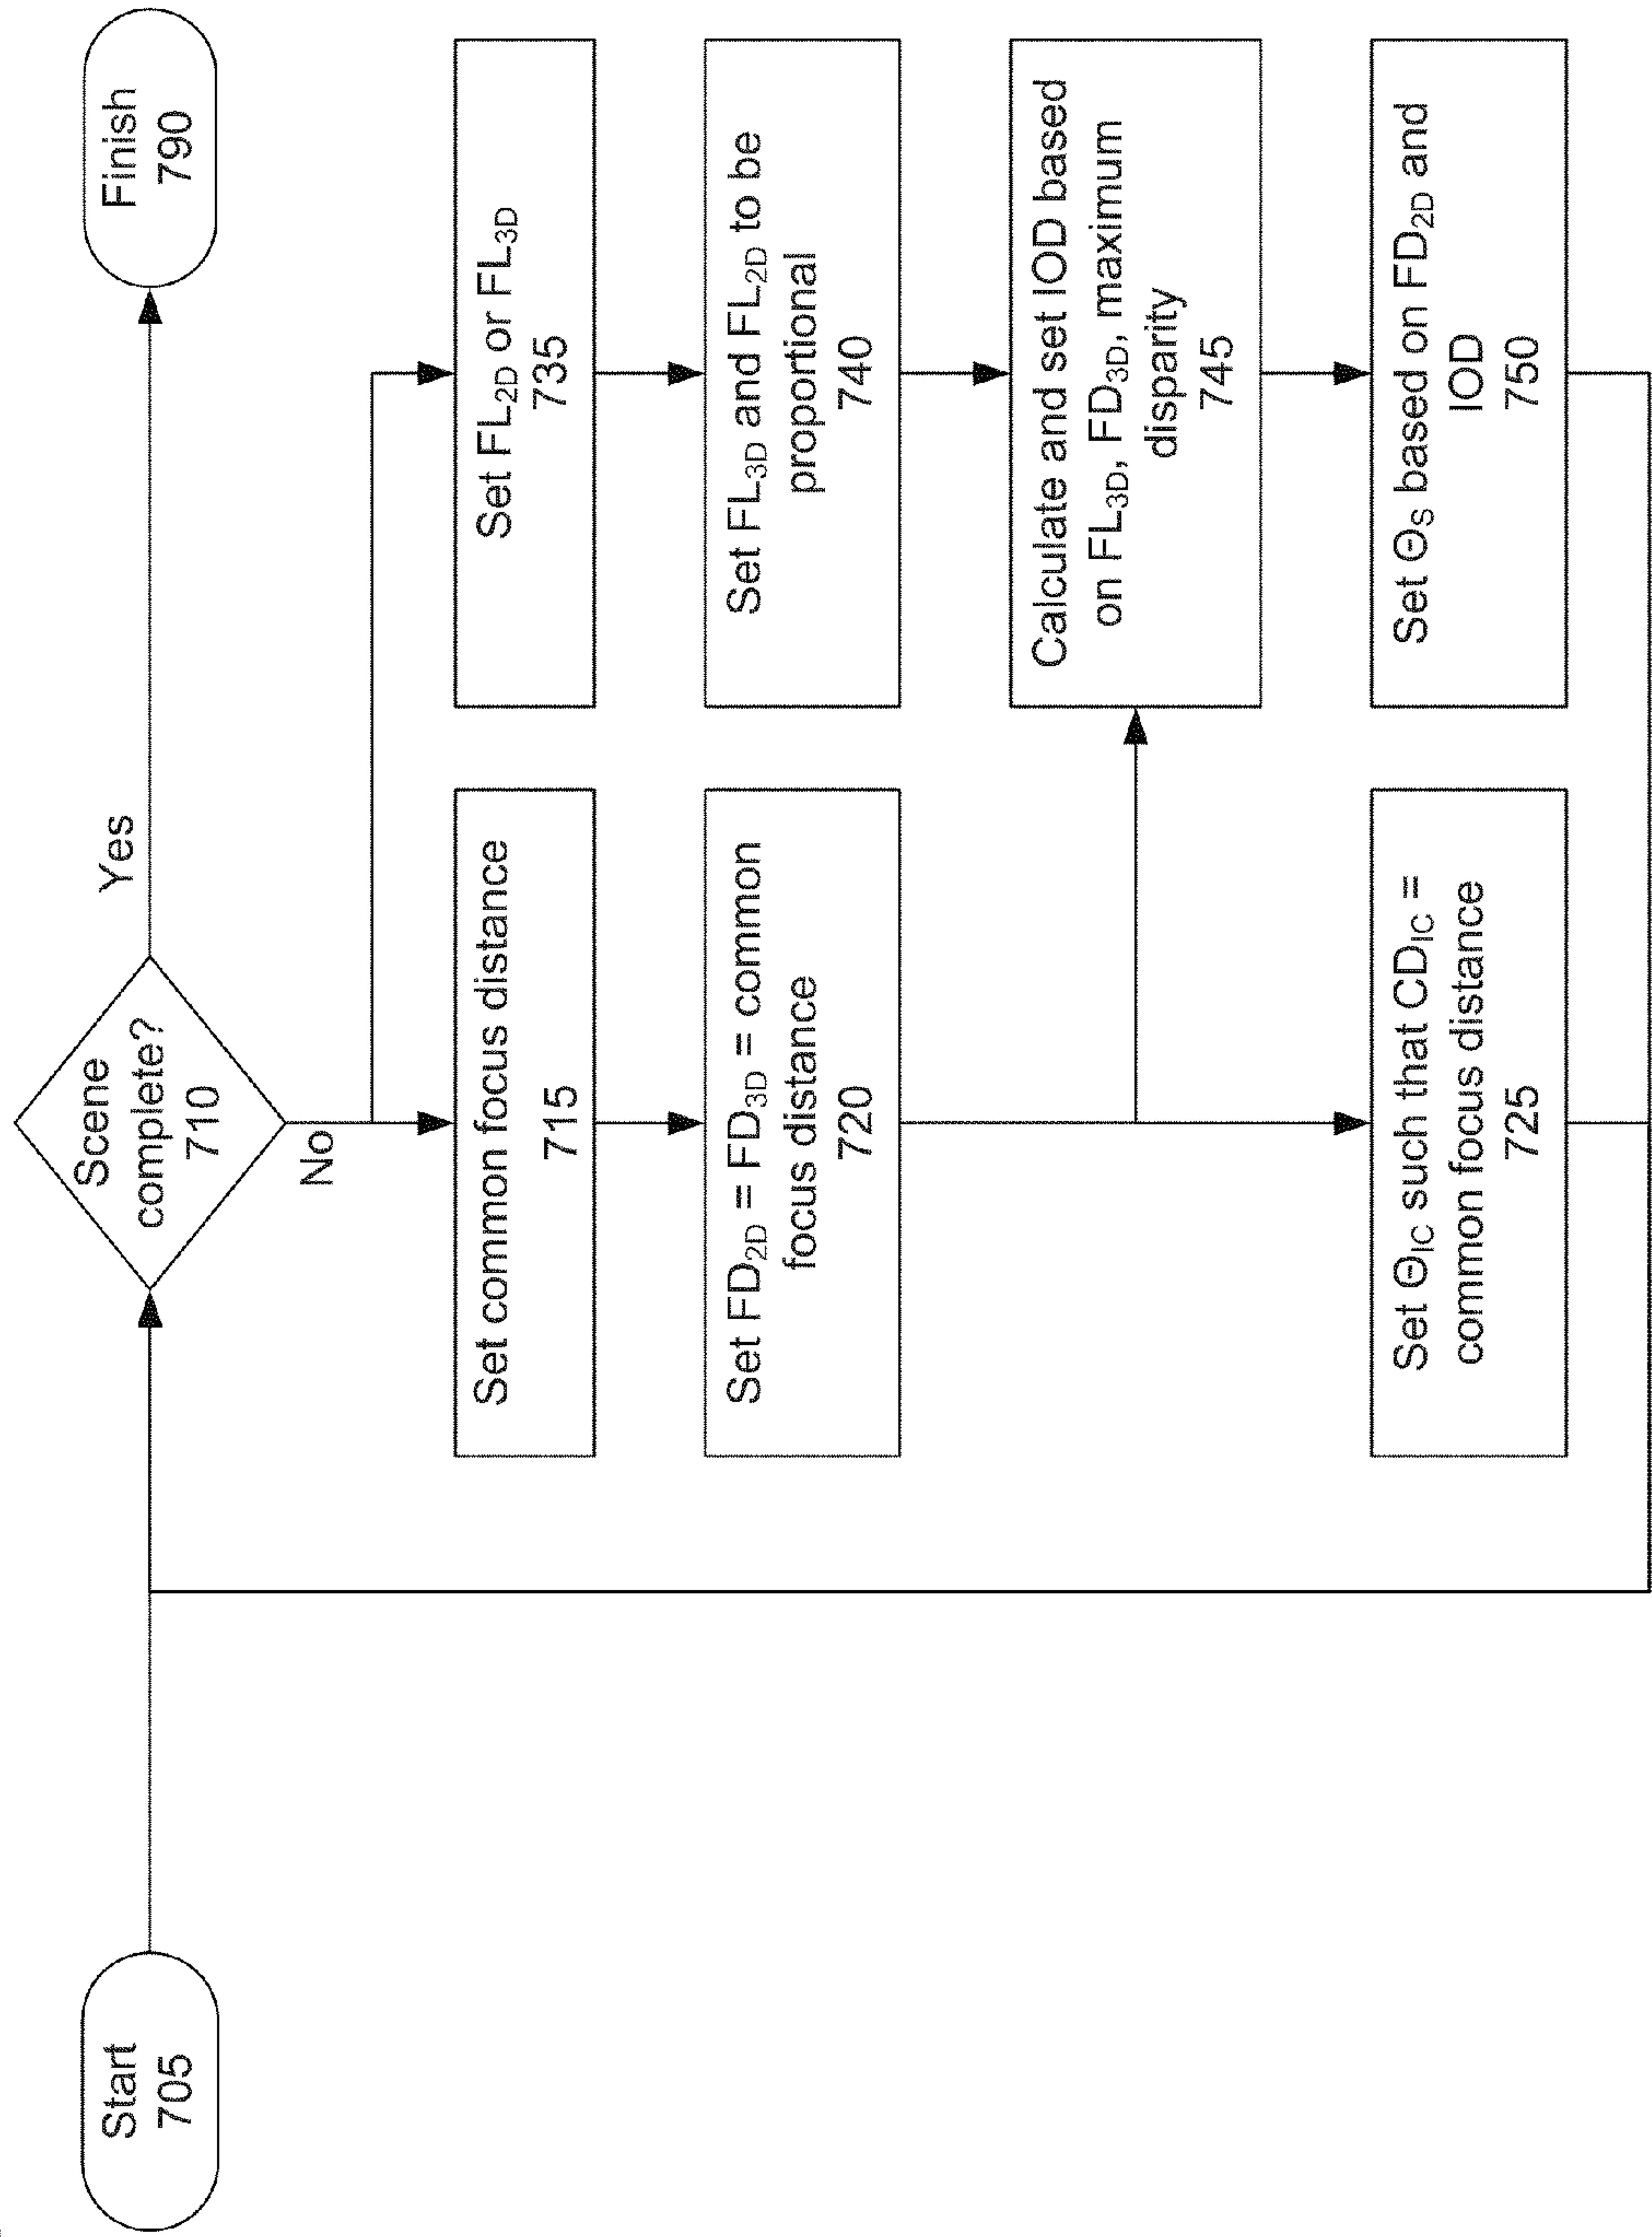 Start
705
Scene
complete?
710
Yes
No
Finish
790
Set common focus distance
715
Set FL2D or FL3D
735
Set FD2D = FD3D = common
focus distance
720
Set FL3D and FL2D to be
proportional
740
Calculate and set IOD based
on FL3D, FD3D, maximum
disparity
745
Set ΘIC such that CDIC =
common focus distance
725
Set ΘS based on FD2D and
IOD
750